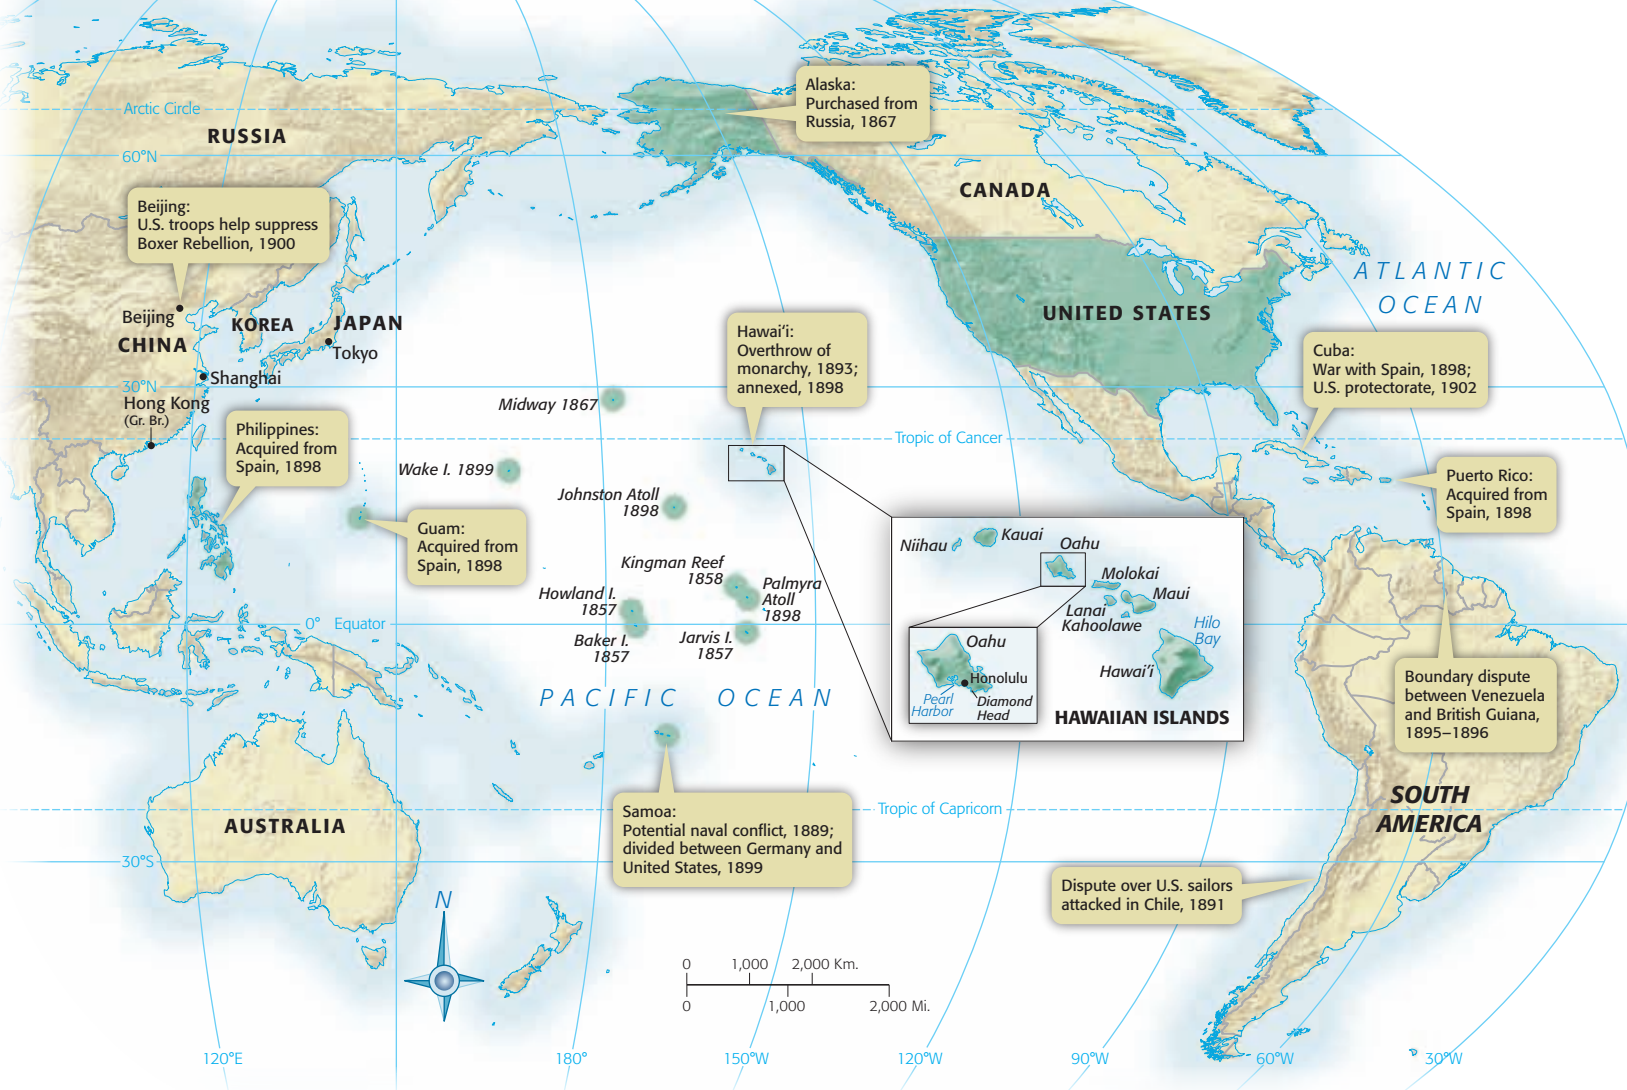 Arctic Circle
RUSSIA
60°N
Alaska:
Purchased from
Russia, 1867
CANADA
Beijing:
U.S. troops help suppress
Boxer Rebellion, 1900
ATLANTIC
OCEAN
Beijing
KOREA
JAPAN
CHINA
Tokyo
UNITED STATES
Hawai‘i:
Overthrow of
monarchy, 1893;
annexed, 1898
Cuba:
War with Spain, 1898;
U.S. protectorate, 1902
Shanghai
30°N
Hong Kong
(Gr. Br.)
Midway 1867
Philippines:
Acquired from
Spain, 1898
Tropic of Cancer
Wake I. 1899
Johnston Atoll
1898
Puerto Rico:
Acquired from
Spain, 1898
Guam:
Acquired from
Spain, 1898
Kingman Reef
1858
Palmyra
Atoll
1898
Howland I.
1857
Baker I.
1857
Jarvis I.
1857
0° Equator
Niihau
Kauai
Oahu
Molokai
Maui
Lanai
Kahoolawe
Hilo
Bay
Hawai‘i
Oahu
Honolulu
Pearl
Harbor
Diamond
Head
HAWAIIAN ISLANDS
PACIFIC OCEAN
Boundary dispute
between Venezuela
and British Guiana,
1895–1896
SOUTH
AMERICA
Samoa:
Potential naval conflict, 1889;
divided between Germany and
United States, 1899
Tropic of Capricorn
AUSTRALIA
30°S
Dispute over U.S. sailors
attacked in Chile, 1891
N
0 1,000 2,000 Km.
0 1,000 2,000 Mi.
120°E 180° 150°W 120°W 90°W 60°W 30°W